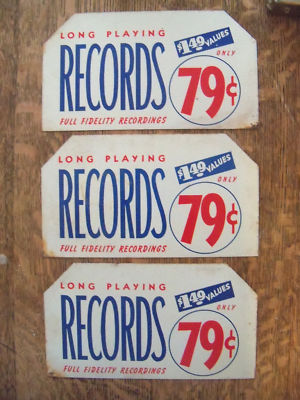 LONG PLAYING
$1.49 VALUES
RECORDS
ONLY
79¢
FULL FIDELITY RECORDINGS
LONG PLAYING
$1.49 VALUES
RECORDS
ONLY
79¢
FULL FIDELITY RECORDINGS
LONG PLAYING
$1.49 VALUES
RECORDS
ONLY
79¢
FULL FIDELITY RECORDINGS